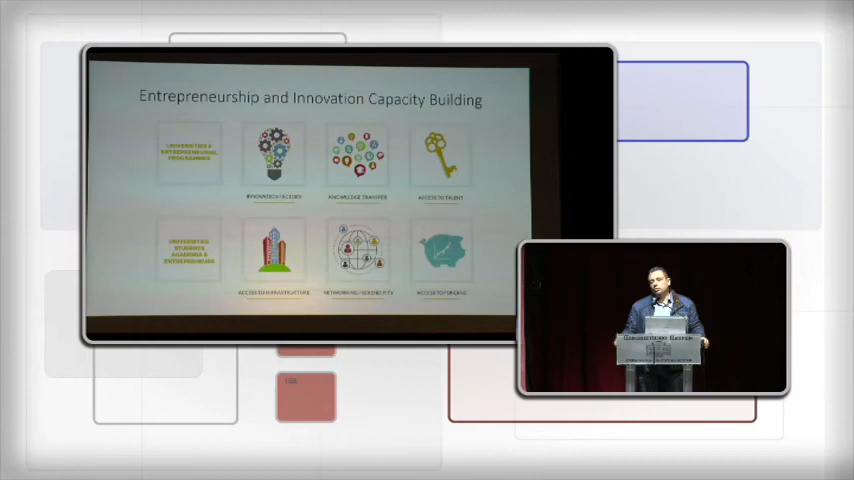 Entrepreneurship and Innovation Capacity Building
UNIVERSITIES &
ENTREPRENEURIAL
PROGRAMMES
INNOVATION FACTORY
KNOWLEDGE TRANSFER
ACCESS TO TALENT
UNIVERSITIES
STUDENTS
ACADEMIA &
ENTREPRENEURS
ACCESS TO INFRASTRUCTURE
NETWORKING / SERENDIPITY
ACCESS TO FUNDING